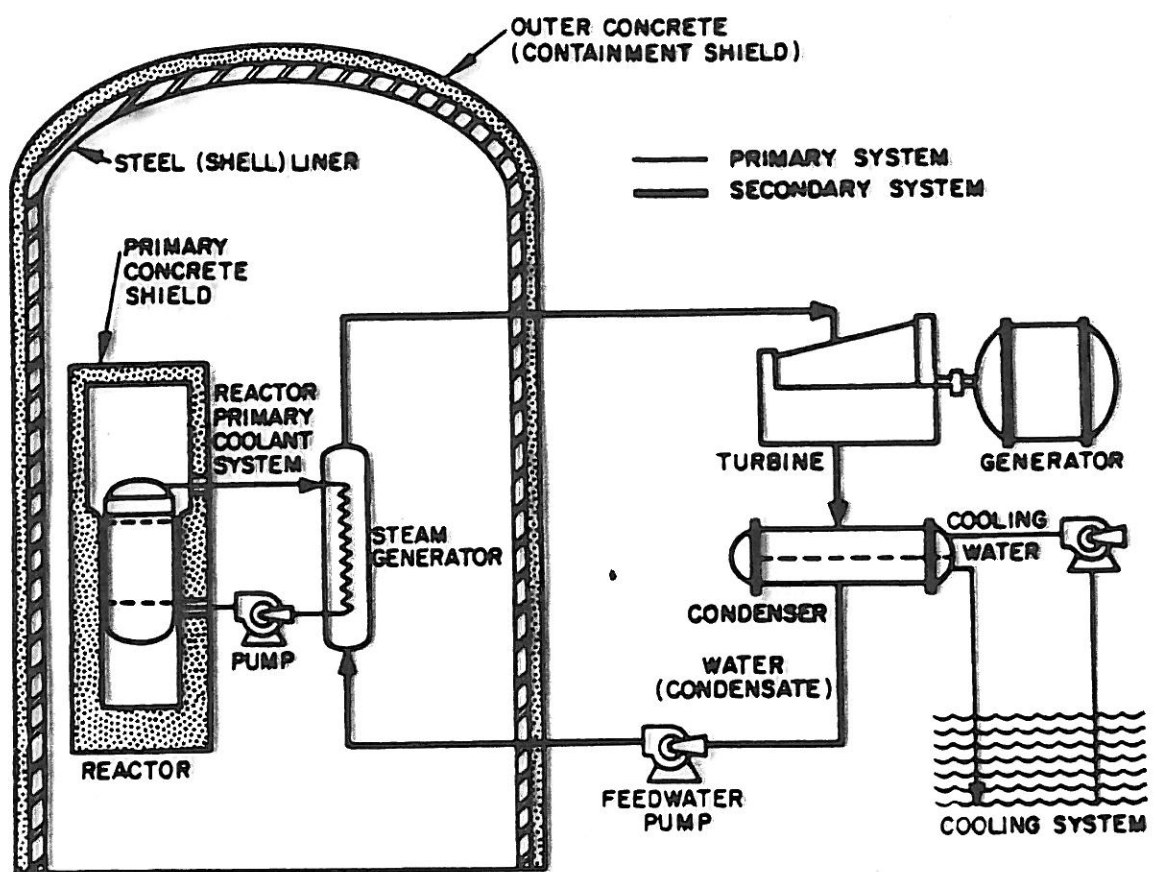 OUTER CONCRETE
(CONTAINMENT SHIELD)
STEEL (SHELL) LINER
PRIMARY SYSTEM
SECONDARY SYSTEM
PRIMARY
CONCRETE
SHIELD
REACTOR
PRIMARY
COOLANT
SYSTEM
TURBINE
GENERATOR
STEAM
GENERATOR
COOLING
WATER
CONDENSER
PUMP
WATER
(CONDENSATE)
REACTOR
FEEDWATER
PUMP
COOLING SYSTEM